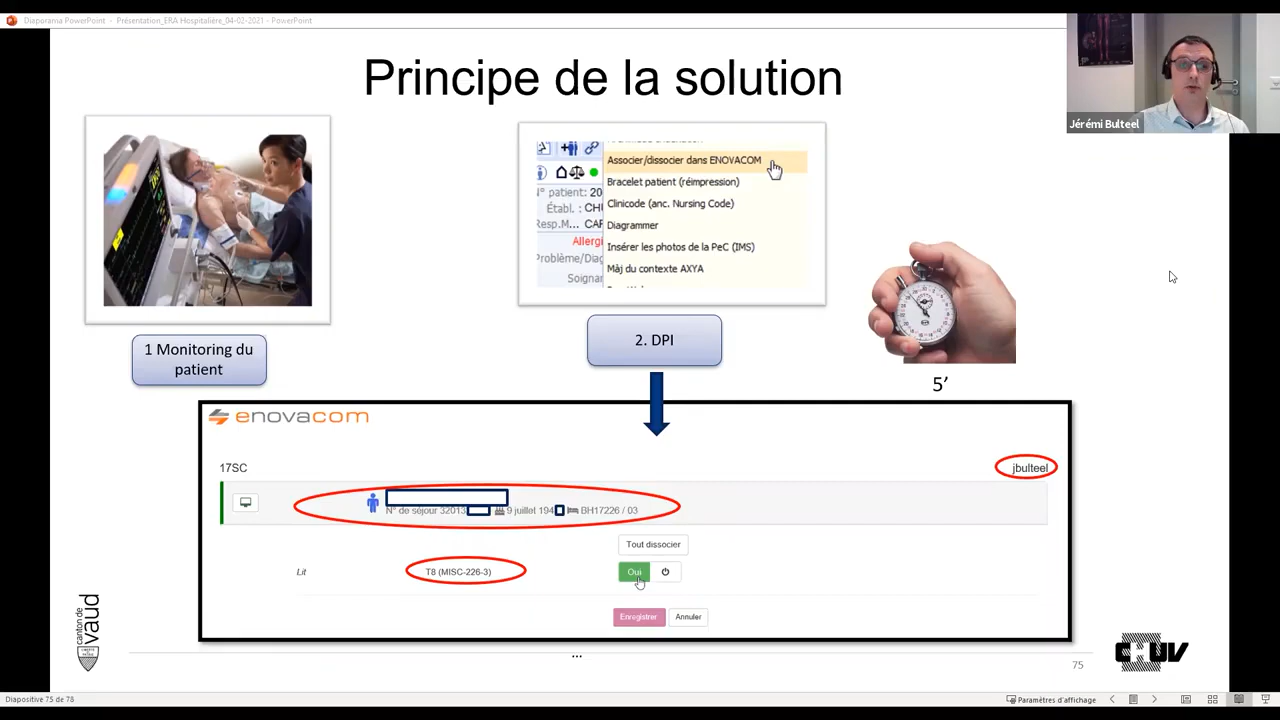 Diaporama PowerPoint - Présentation_ERA Hospitalière_04-02-2021 - PowerPoint
Principe de la solution
Jérémi Bulteel
Associer/dissocier dans ENOVACOM
Bracelet patient (réimpression)
N° patient: 20
Clinicode (anc. Nursing Code)
Établ. : CH
Resp.M... CAR
Diagrammer
Allergi
Insérer les photos de la PeC (IMS)
Problème/Diag
Màj du contexte AXYA
Soignan
1 Monitoring du
patient
2. DPI
5’
enovacom
17SC
jbulteel
N° de séjour 32013 9 juillet 194 BH17226 / 03
Tout dissocier
Lit
T8 (MISC-226-3)
Oui
Enregistrer
Annuler
canton de
vaud
...
75
CHUV
Diapositive 75 de 78
Paramètres d'affichage